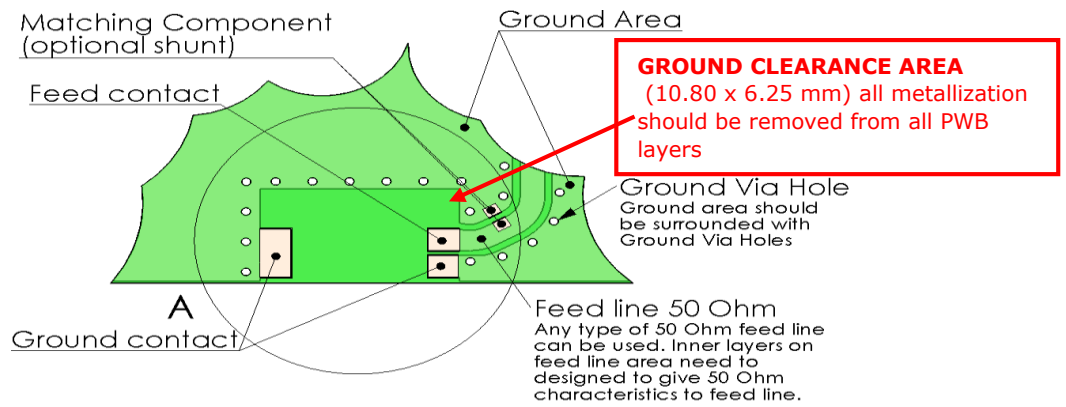 Matching Component
(optional shunt)
Ground Area
GROUND CLEARANCE AREA
(10.80 x 6.25 mm) all metallization
should be removed from all PWB
layers
Feed contact
Ground Via Hole
Ground area should
be surrounded with
Ground Via Holes
A
Ground contact
Feed line 50 Ohm
Any type of 50 Ohm feed line
can be used. Inner layers on
feed line area need to
designed to give 50 Ohm
characteristics to feed line.